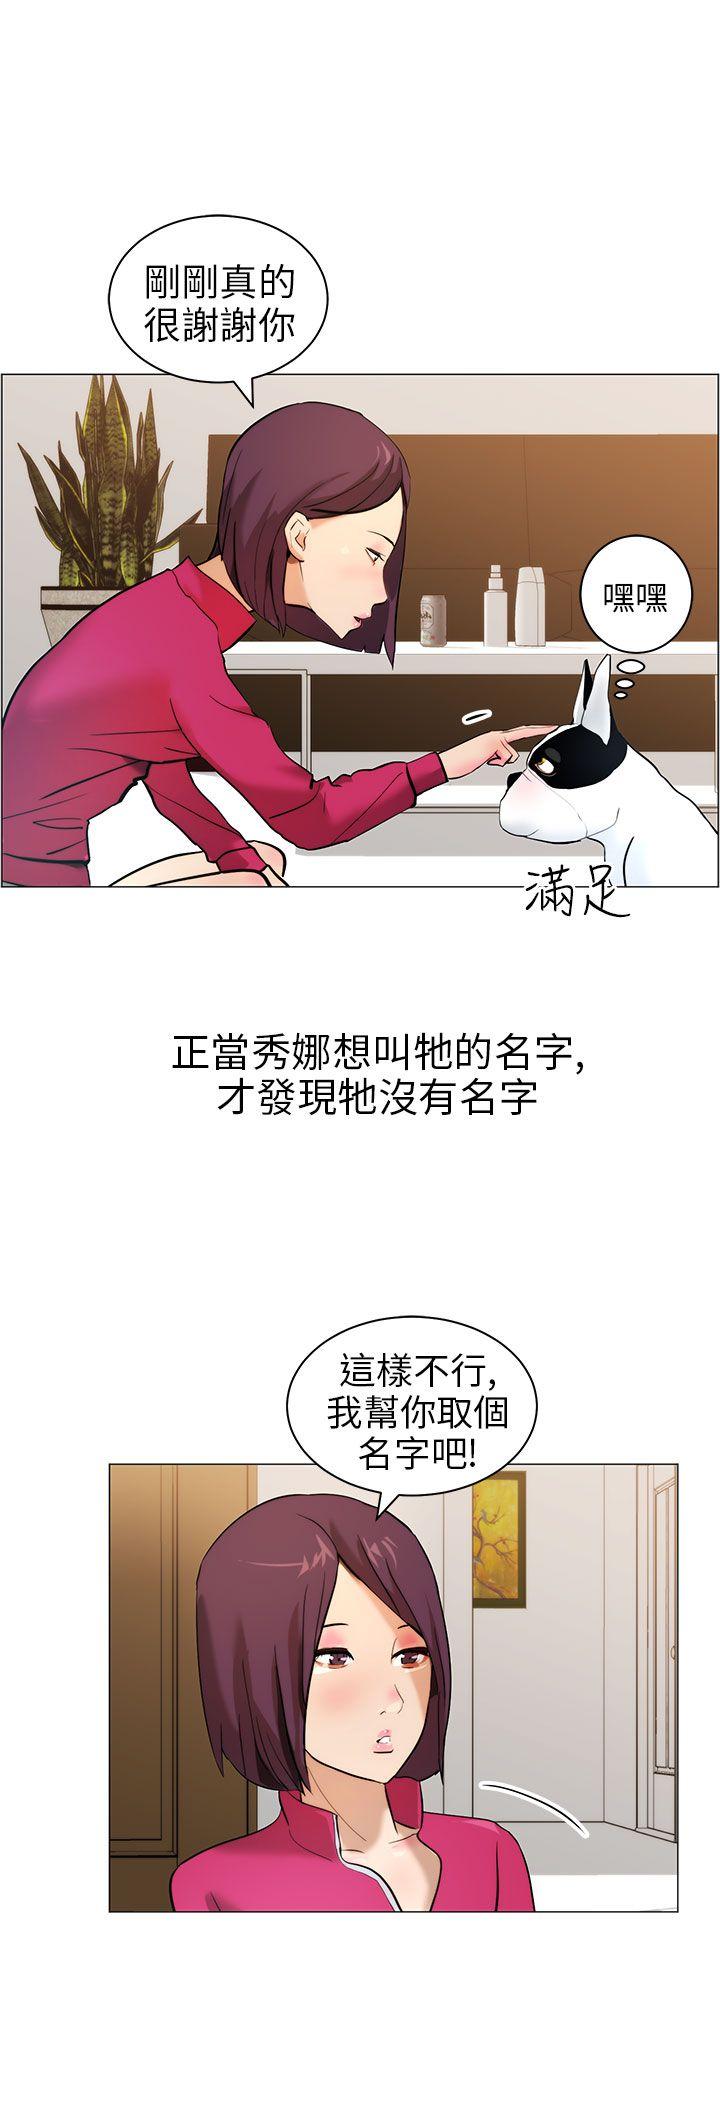 剛剛真的
很謝謝你
嘿嘿
滿足
正當秀娜想叫牠的名字,
才發現牠沒有名字
這樣不行,
我幫你取個
名字吧!